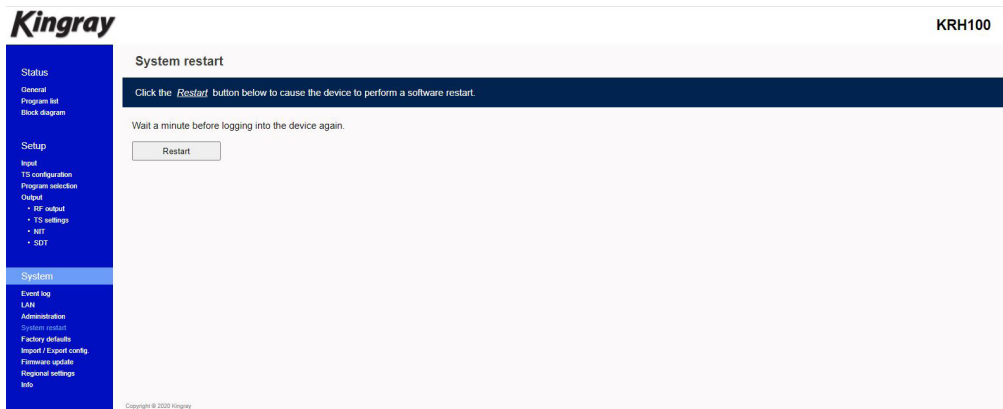 Kingray
KRH100
Status
General
Program list
Block diagram
Setup
Input
TS configuration
Program selection
Output
• RF output
• TS settings
• NIT
• SDT
System
Event log
LAN
Administration
System restart
Factory defaults
Import / Export config.
Firmware update
Regional settings
Info
System restart
Click the Restart button below to cause the device to perform a software restart.
Wait a minute before logging into the device again.
Restart
Copyright © 2020 Kingray